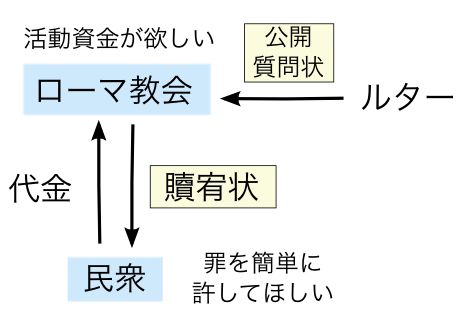 活動資金が欲しい
公開
質問状
ローマ教会
ルター
代金
贖宥状
民衆
罪を簡単に
許してほしい